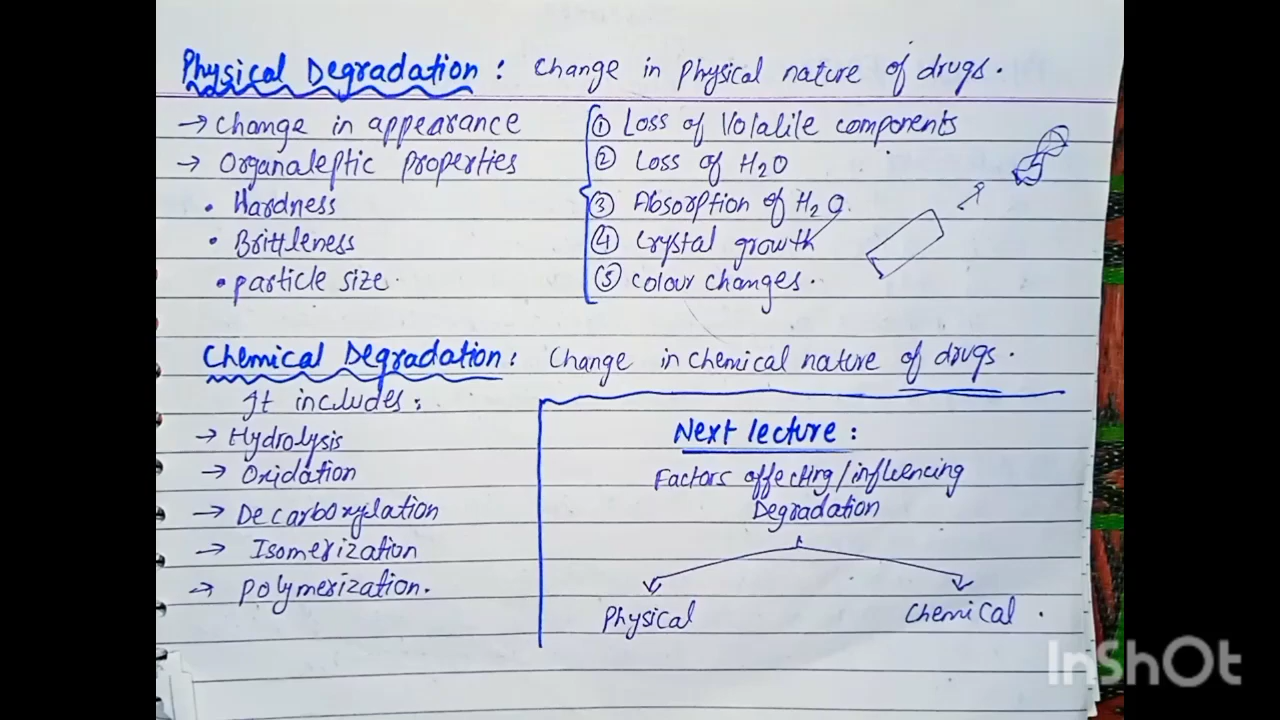 Physical Degradation : Change in Physical nature of drugs.
→ Change in appearance
→ Organaleptic properties
• Hardness
• Brittleness
• Particle size.
① Loss of Volatile components
② Loss of H2O
③ Absorption of H2O.
④ Crystal growth
⑤ Colour changes.
Chemical Degradation : Change in Chemical nature of drugs.
It includes :
→ Hydrolysis
→ Oxidation
→ Decarboxylation
→ Isomerization
→ Polymerization.
Next lecture :
Factors affecting/influencing
Degradation
Physical
Chemical.
InShOt